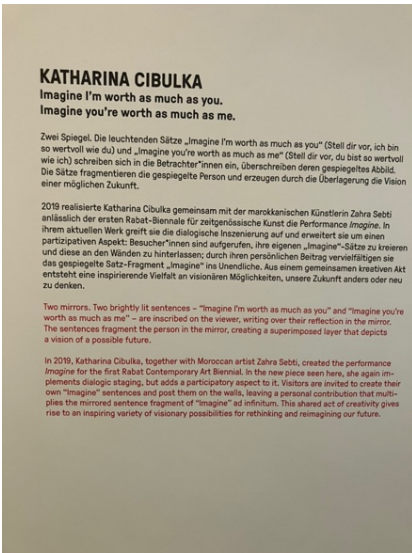 KATHARINA CIBULKA
Imagine I'm worth as much as you.
Imagine you're worth as much as me.
Zwei Spiegel. Die leuchtenden Sätze „Imagine I'm worth as much as you" (Stell dir vor, ich bin
so wertvoll wie du) und „Imagine you're worth as much as me" (Stell dir vor, du bist so wertvoll
wie ich) schreiben sich in die Betrachter*innen ein, überschreiben deren gespiegeltes Abbild.
Die Sätze fragmentieren die gespiegelte Person und erzeugen durch die Überlagerung die Vision
einer möglichen Zukunft.
2019 realisierte Katharina Cibulka gemeinsam mit der marokkanischen Künstlerin Zahra Sebti
anlässlich der ersten Rabat-Biennale für zeitgenössische Kunst die Performance Imagine. In
ihrem aktuellen Werk greift sie die dialogische Inszenierung auf und erweitert sie um einen
partizipativen Aspekt: Besucher*innen sind aufgerufen, ihre eigenen „Imagine"-Sätze zu kreieren
und diese an den Wänden zu hinterlassen; durch ihren persönlichen Beitrag vervielfältigen sie
das gespiegelte Satz-Fragment „Imagine" ins Unendliche. Aus einem gemeinsamen kreativen Akt
entsteht eine inspirierende Vielfalt an visionären Möglichkeiten, unsere Zukunft anders oder neu
zu denken.
Two mirrors. Two brightly lit sentences – "Imagine I'm worth as much as you" and "Imagine you're
worth as much as me" – are inscribed on the viewer, writing over their reflection in the mirror.
The sentences fragment the person in the mirror, creating a superimposed layer that depicts
a vision of a possible future.
In 2019, Katharina Cibulka, together with Moroccan artist Zahra Sebti, created the performance
Imagine for the first Rabat Contemporary Art Biennial. In the new piece seen here, she again im-
plements dialogic staging, but adds a participatory aspect to it. Visitors are invited to create their
own "Imagine" sentences and post them on the walls, leaving a personal contribution that multi-
plies the mirrored sentence fragment of "Imagine" ad infinitum. This shared act of creativity gives
rise to an inspiring variety of visionary possibilities for rethinking and reimagining our future.